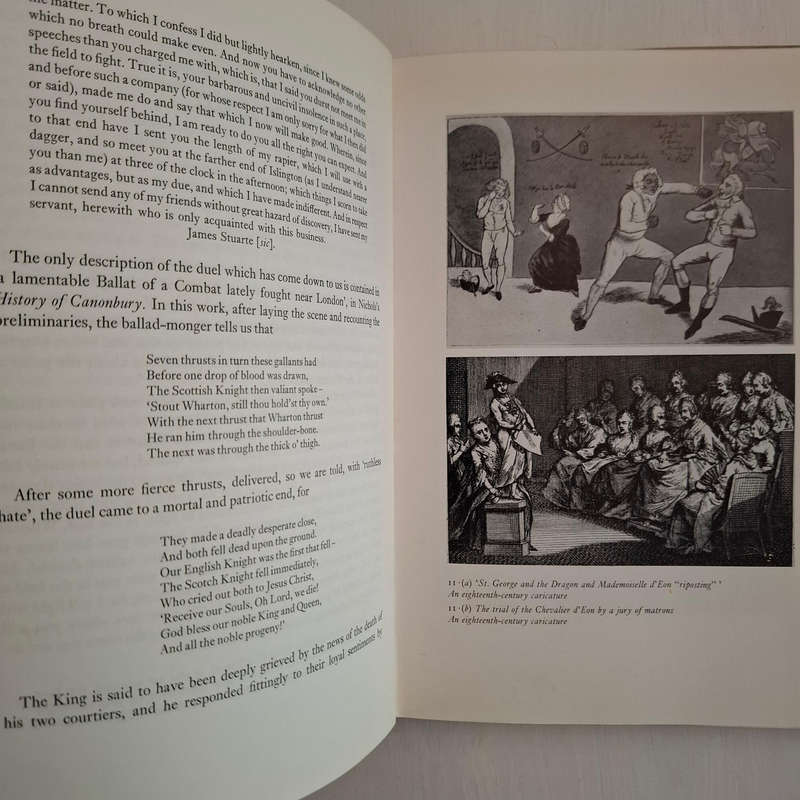 the matter. To which I confess I did but lightly hearken, since I knew some odds
which no breath could make even. And now you have to acknowledge no other
speeches than you charged me with, which is, that I said you durst not meet me in
the field to fight. True it is, your barbarous and uncivil insolence in such a place,
and before such a company (for whose respect I am only sorry for what I then did
or said), made me do and say that which I now will make good. Wherein, since
you find yourself behind, I am ready to do you all the right you can expect. And
to that end have I sent you the length of my rapier, which I will use with a
dagger, and so meet you at the farther end of Islington (as I understand nearer
you than me) at three of the clock in the afternoon; which things I scorn to take
as advantages, but as my due, and which I have made indifferent. And in respect
I cannot send any of my friends without great hazard of discovery, I have sent my
servant, herewith who is only acquainted with this business.
James Stuarte [sic].
The only description of the duel which has come down to us is contained in
a lamentable Ballat of a Combat lately fought near London', in Nichols's
History of Canonbury. In this work, after laying the scene and recounting the
preliminaries, the ballad-monger tells us that
Seven thrusts in turn these gallants had
Before one drop of blood was drawn,
The Scottish Knight then valiant spoke –
'Stout Wharton, still thou hold'st thy own.'
With the next thrust that Wharton thrust
He ran him through the shoulder-bone.
The next was through the thick o' thigh.
After some more fierce thrusts, delivered, so we are told, with 'ruthless
hate', the duel came to a mortal and patriotic end, for
They made a deadly desperate close,
And both fell dead upon the ground.
Our English Knight was the first that fell –
The Scotch Knight fell immediately,
Who cried out both to Jesus Christ,
'Receive our Souls, Oh Lord, we die!
God bless our noble King and Queen,
And all the noble progeny!'
The King is said to have been deeply grieved by the news of the death of
his two courtiers, and he responded fittingly to their loyal sentiments by
11·(a) 'St. George and the Dragon and Mademoiselle d'Eon "riposting" '
An eighteenth-century caricature
11·(b) The trial of the Chevalier d'Eon by a jury of matrons
An eighteenth-century caricature